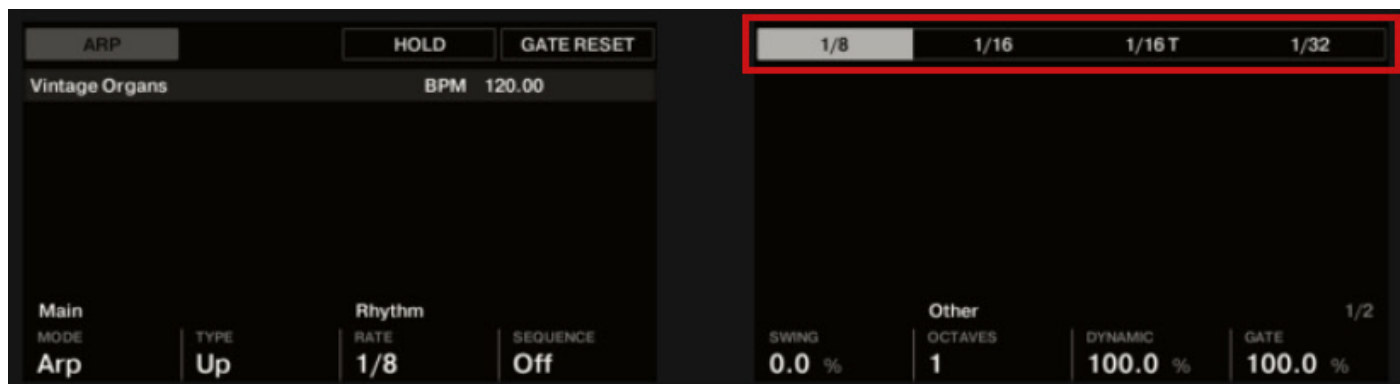 ARP HOLD GATE RESET
Vintage Organs BPM 120.00
Main Rhythm
MODE TYPE RATE SEQUENCE
Arp Up 1/8 Off
1/8 1/16 1/16 T 1/32
Other 1/2
SWING OCTAVES DYNAMIC GATE
0.0 % 1 100.0 % 100.0 %